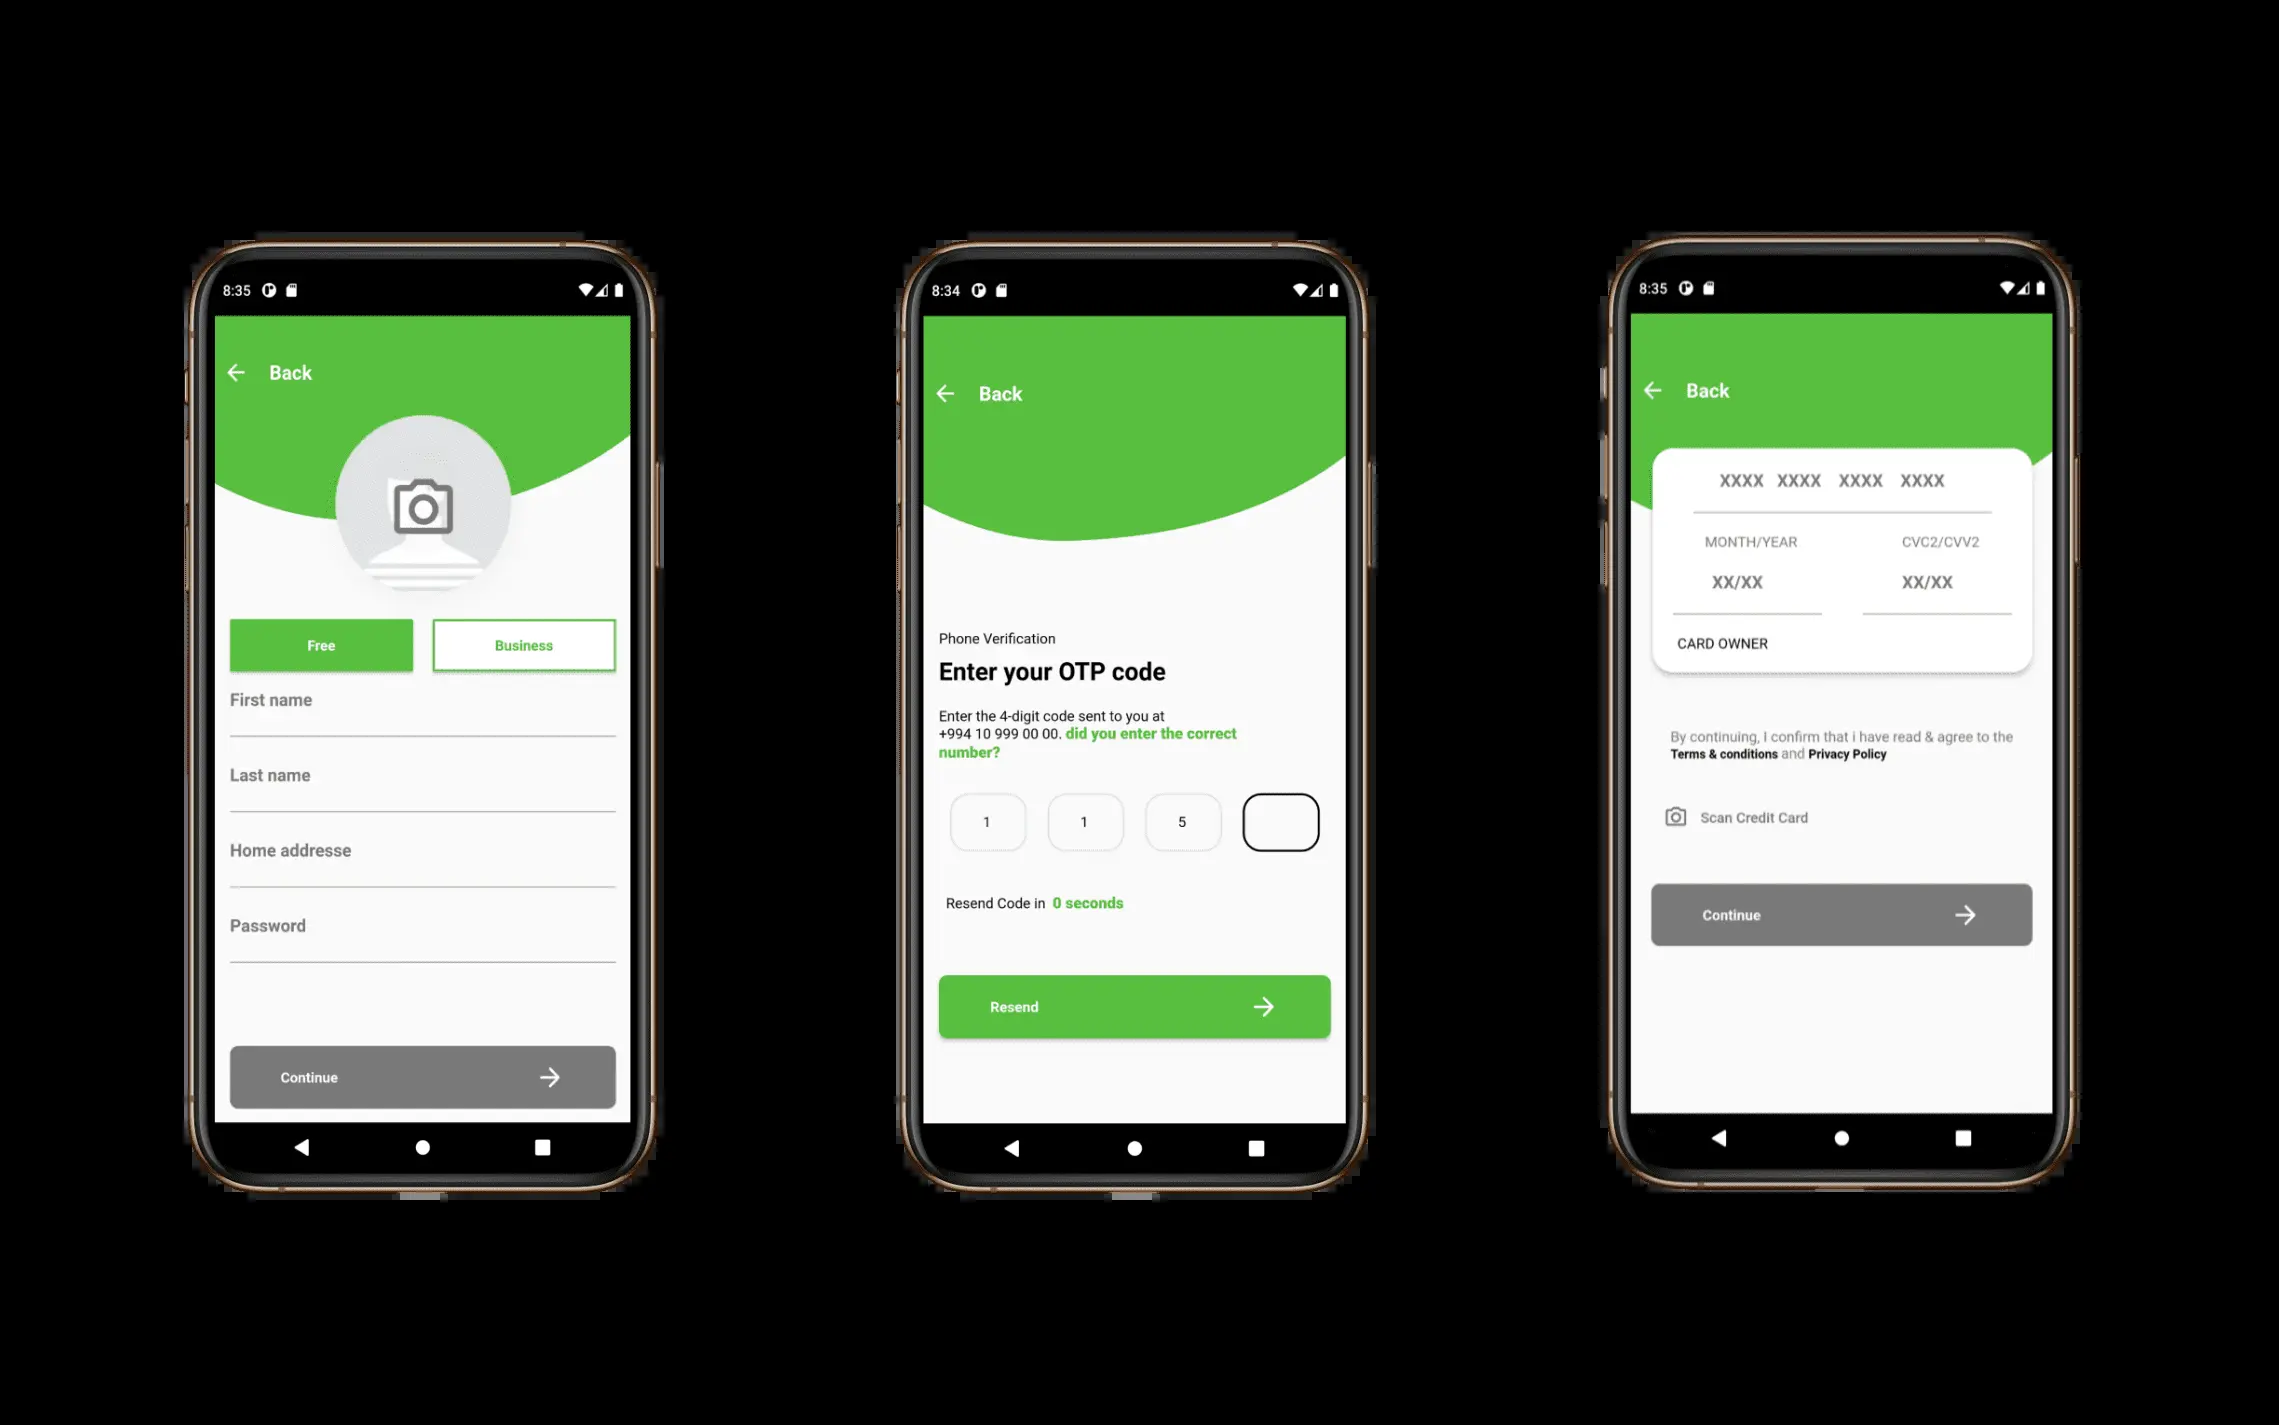 8:35
Back
Free
Business
First name
Last name
Home addresse
Password
Continue
8:34
Back
Phone Verification
Enter your OTP code
Enter the 4-digit code sent to you at
+994 10 999 00 00. did you enter the correct
number?
1 1 5
Resend Code in 0 seconds
Resend
8:35
Back
XXXX XXXX XXXX XXXX
MONTH/YEAR CVC2/CVV2
XX/XX XX/XX
CARD OWNER
By continuing, I confirm that i have read & agree to the
Terms & conditions and Privacy Policy
Scan Credit Card
Continue